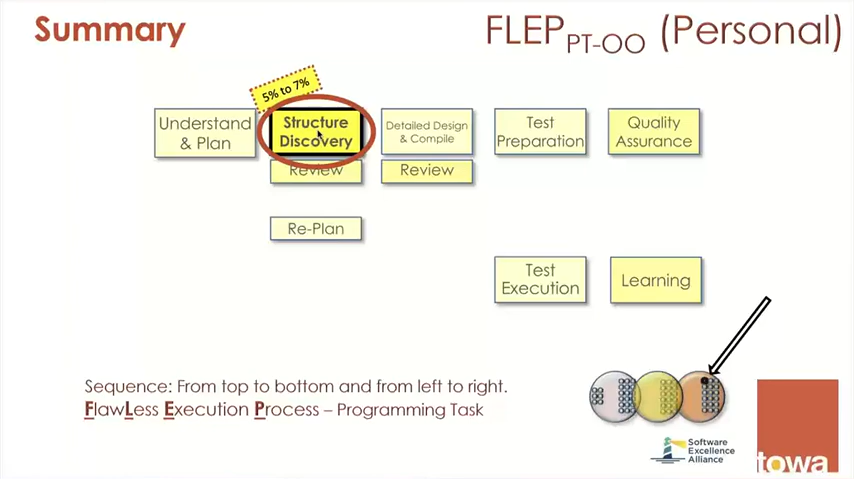 Summary
FLEP PT-OO (Personal)
5% to 7%
Understand
& Plan
Structure
Discovery
Review
Re-Plan
Detailed Design
& Compile
Review
Test
Preparation
Test
Execution
Quality
Assurance
Learning
Sequence: From top to bottom and from left to right.
FlawLess Execution Process – Programming Task
Software
Excellence
Alliance
towa